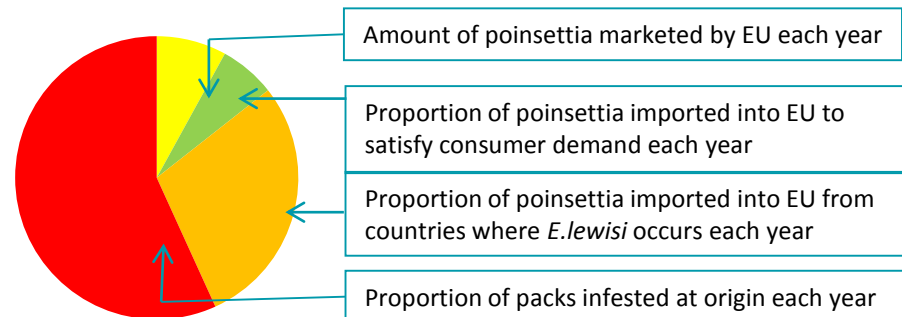 Amount of poinsettia marketed by EU each year
Proportion of poinsettia imported into EU to
satisfy consumer demand each year
Proportion of poinsettia imported into EU from
countries where E.lewisi occurs each year
Proportion of packs infested at origin each year